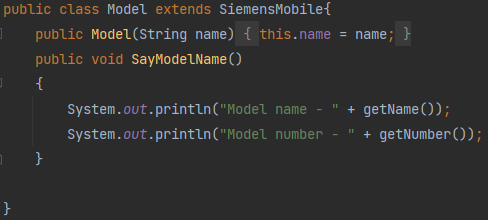 public class Model extends SiemensMobile{
public Model(String name) { this.name = name; }
public void SayModelName()
{
System.out.println("Model name - " + getName());
System.out.println("Model number - " + getNumber());
}
}